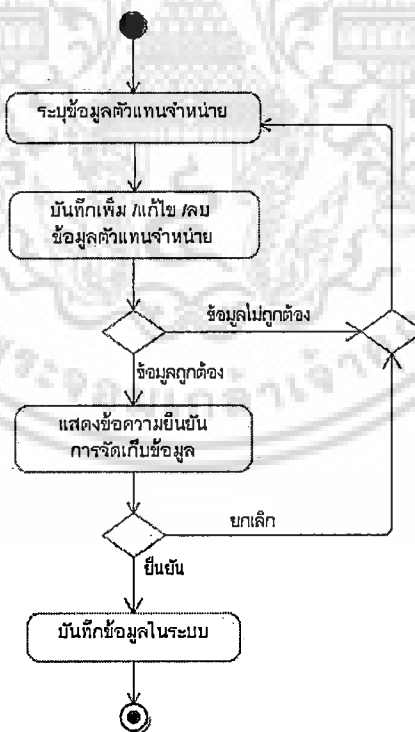 ระบุข้อมูลตัวแทนจำหน่าย
บันทึกเพิ่ม /แก้ไข /ลบ
ข้อมูลตัวแทนจำหน่าย
ข้อมูลไม่ถูกต้อง
ข้อมูลถูกต้อง
แสดงข้อความยืนยัน
การจัดเก็บข้อมูล
ยกเลิก
ยืนยัน
บันทึกข้อมูลในระบบ